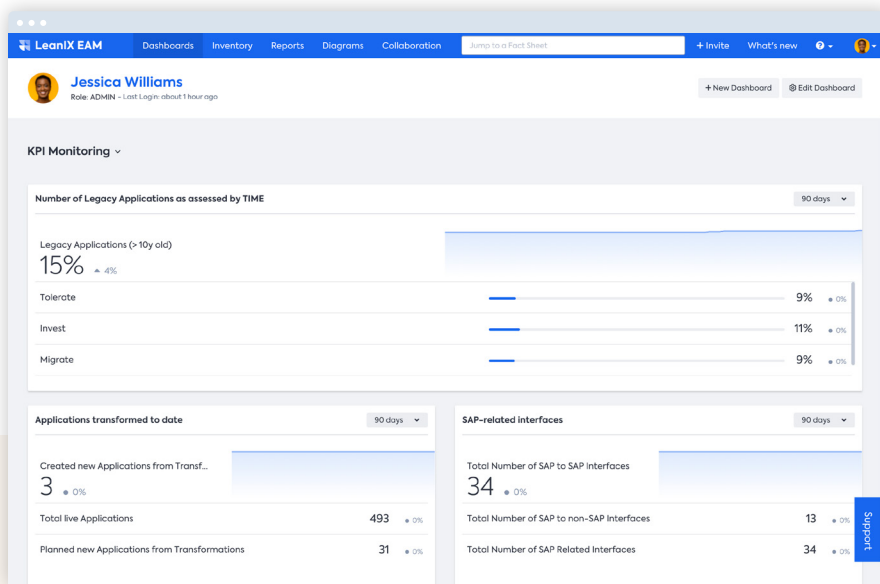 LeanIX EAM Dashboards Inventory Reports Diagrams Collaboration Jump to a Fact Sheet + Invite What's new ?
Jessica Williams
Role: ADMIN - Last Login: about 1 hour ago
+ New Dashboard Edit Dashboard
KPI Monitoring
Number of Legacy Applications as assessed by TIME 90 days
Legacy Applications (> 10y old)
15% 4%
Tolerate 9% 0%
Invest 11% 0%
Migrate 9% 0%
Applications transformed to date 90 days
Created new Applications from Transf...
3 0%
Total live Applications 493 0%
Planned new Applications from Transformations 31 0%
SAP-related interfaces 90 days
Total Number of SAP to SAP Interfaces
34 0%
Total Number of SAP to non-SAP Interfaces 13 0%
Total Number of SAP Related Interfaces 34 0%
Support